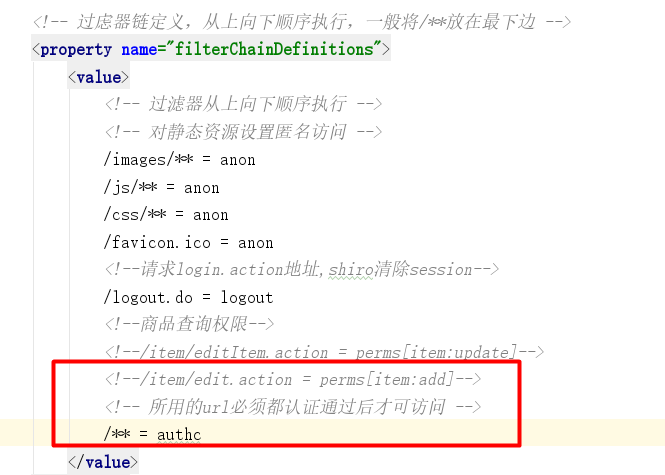 <!-- 过虑器链定义，从上向下顺序执行，一般将/**放在最下边 -->
<property name="filterChainDefinitions">
<value>
<!-- 过滤器从上向下顺序执行 -->
<!-- 对静态资源设置匿名访问 -->
/images/** = anon
/js/** = anon
/css/** = anon
/favicon.ico = anon
<!--请求login.action地址,shiro清除session-->
/logout.do = logout
<!--商品查询权限-->
<!--/item/editItem.action = perms[item:update]-->
<!--/item/edit.action = perms[item:add]-->
<!-- 所用的url必须都认证通过后才可访问 -->
/** = authc
</value>